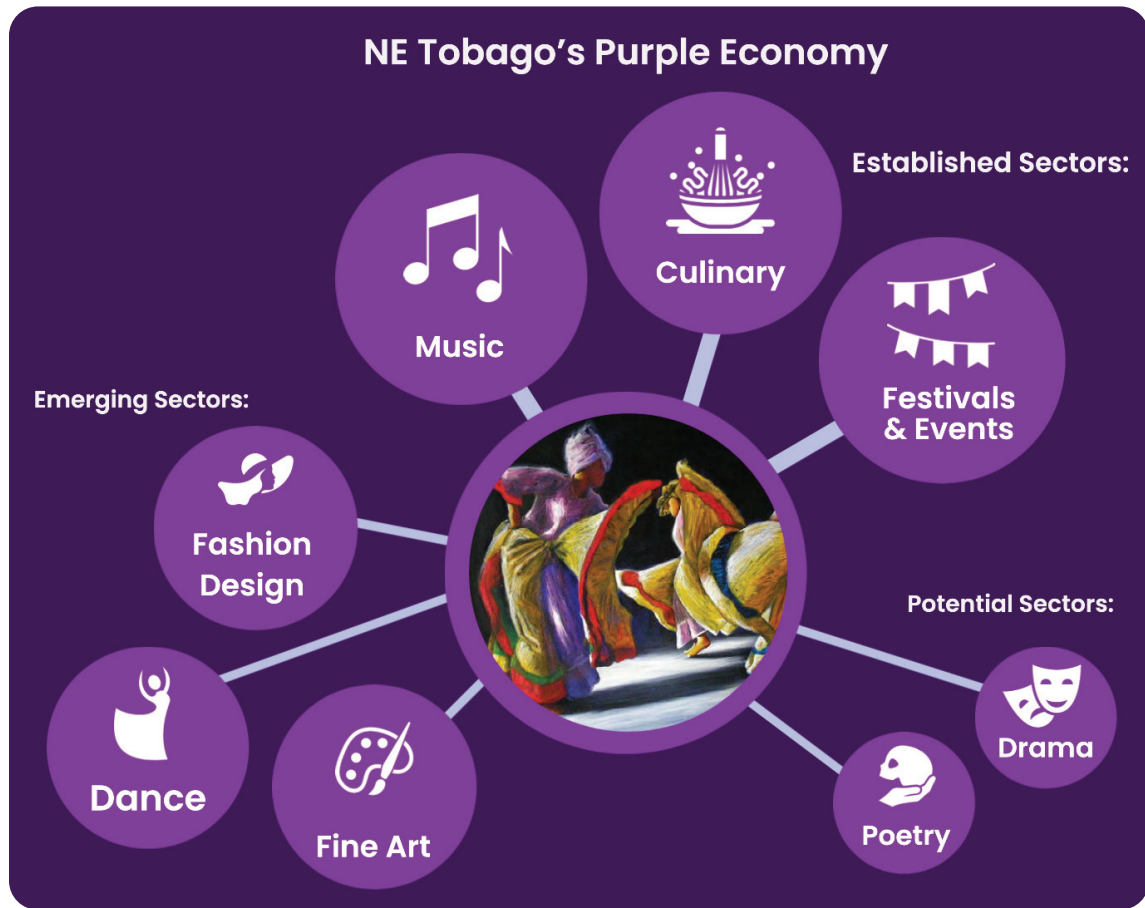 NE Tobago's Purple Economy
Established Sectors:
Music
Culinary
Festivals
& Events
Emerging Sectors:
Fashion
Design
Dance
Fine Art
Potential Sectors:
Drama
Poetry